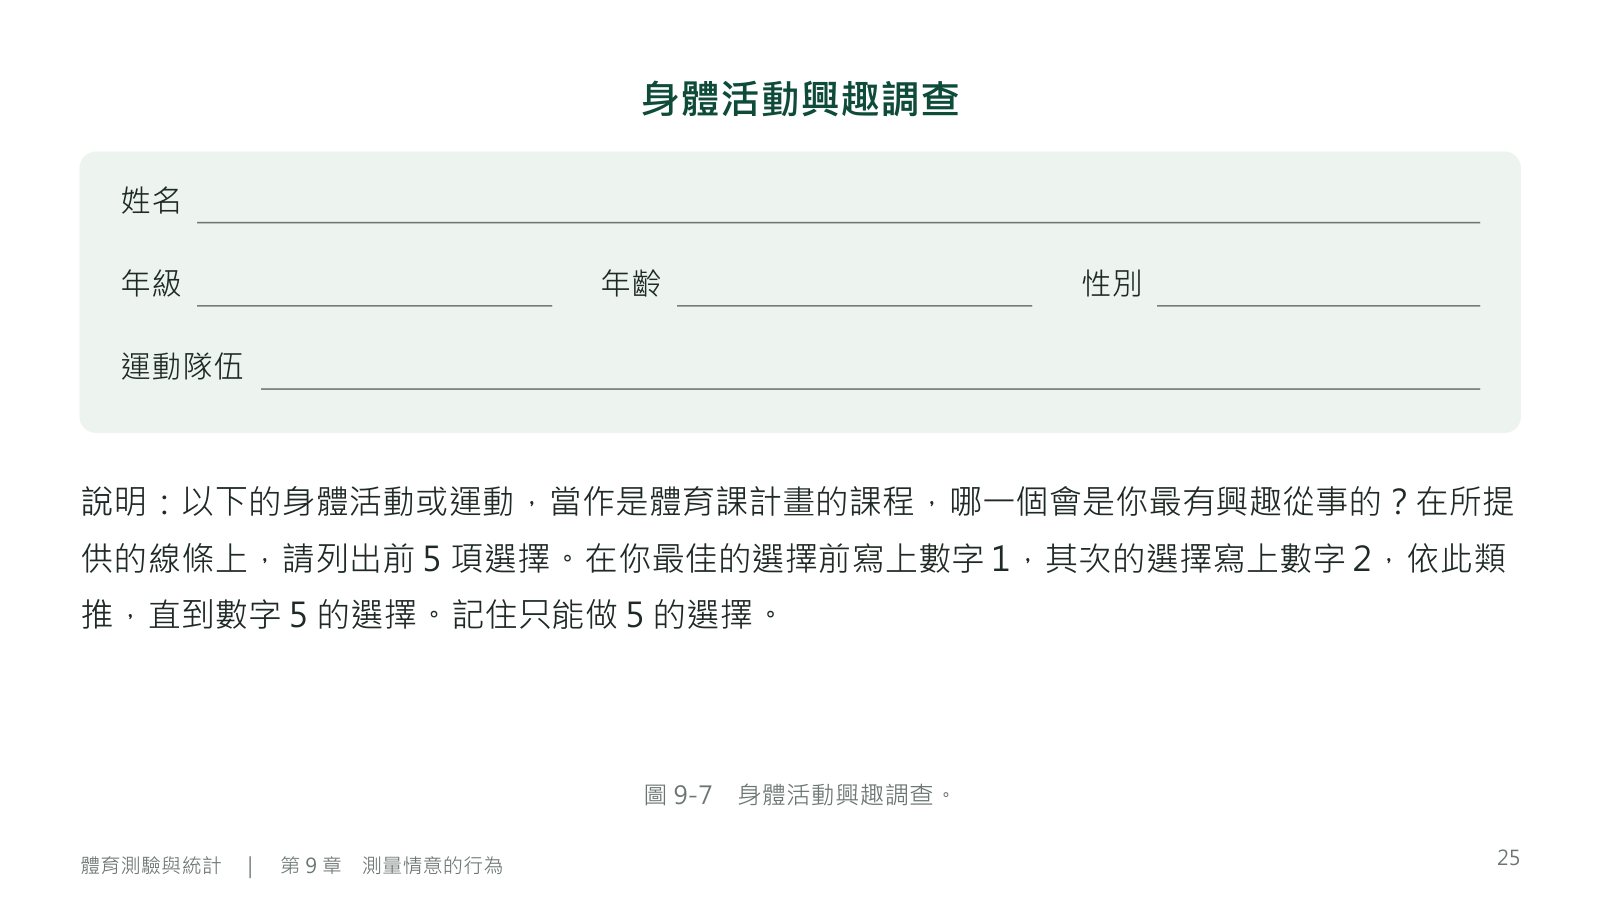 身體活動興趣調查
姓名
年級 年齡 性別
運動隊伍
說明：以下的身體活動或運動，當作是體育課計畫的課程，哪一個會是你最有興趣從事的？在所提
供的線條上，請列出前 5 項選擇。在你最佳的選擇前寫上數字 1，其次的選擇寫上數字 2，依此類
推，直到數字 5 的選擇。記住只能做 5 的選擇。
圖 9-7　身體活動興趣調查。
體育測驗與統計　|　第 9 章　測量情意的行為
25